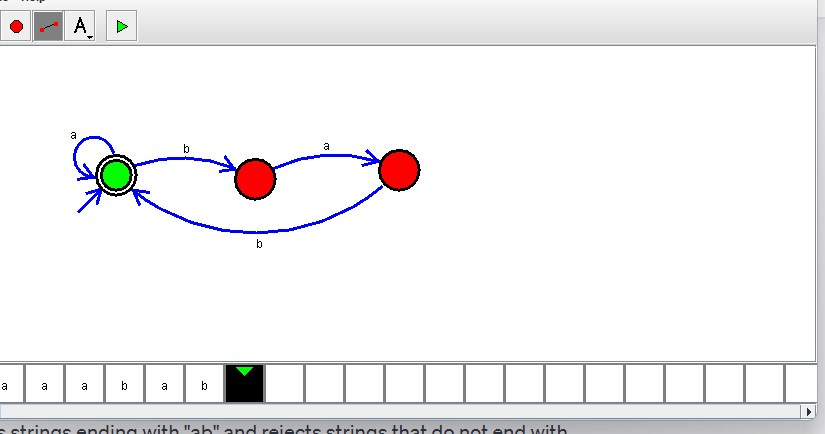 A
a
b
a
b
a a a b a b
s strings ending with "ab" and rejects strings that do not end with